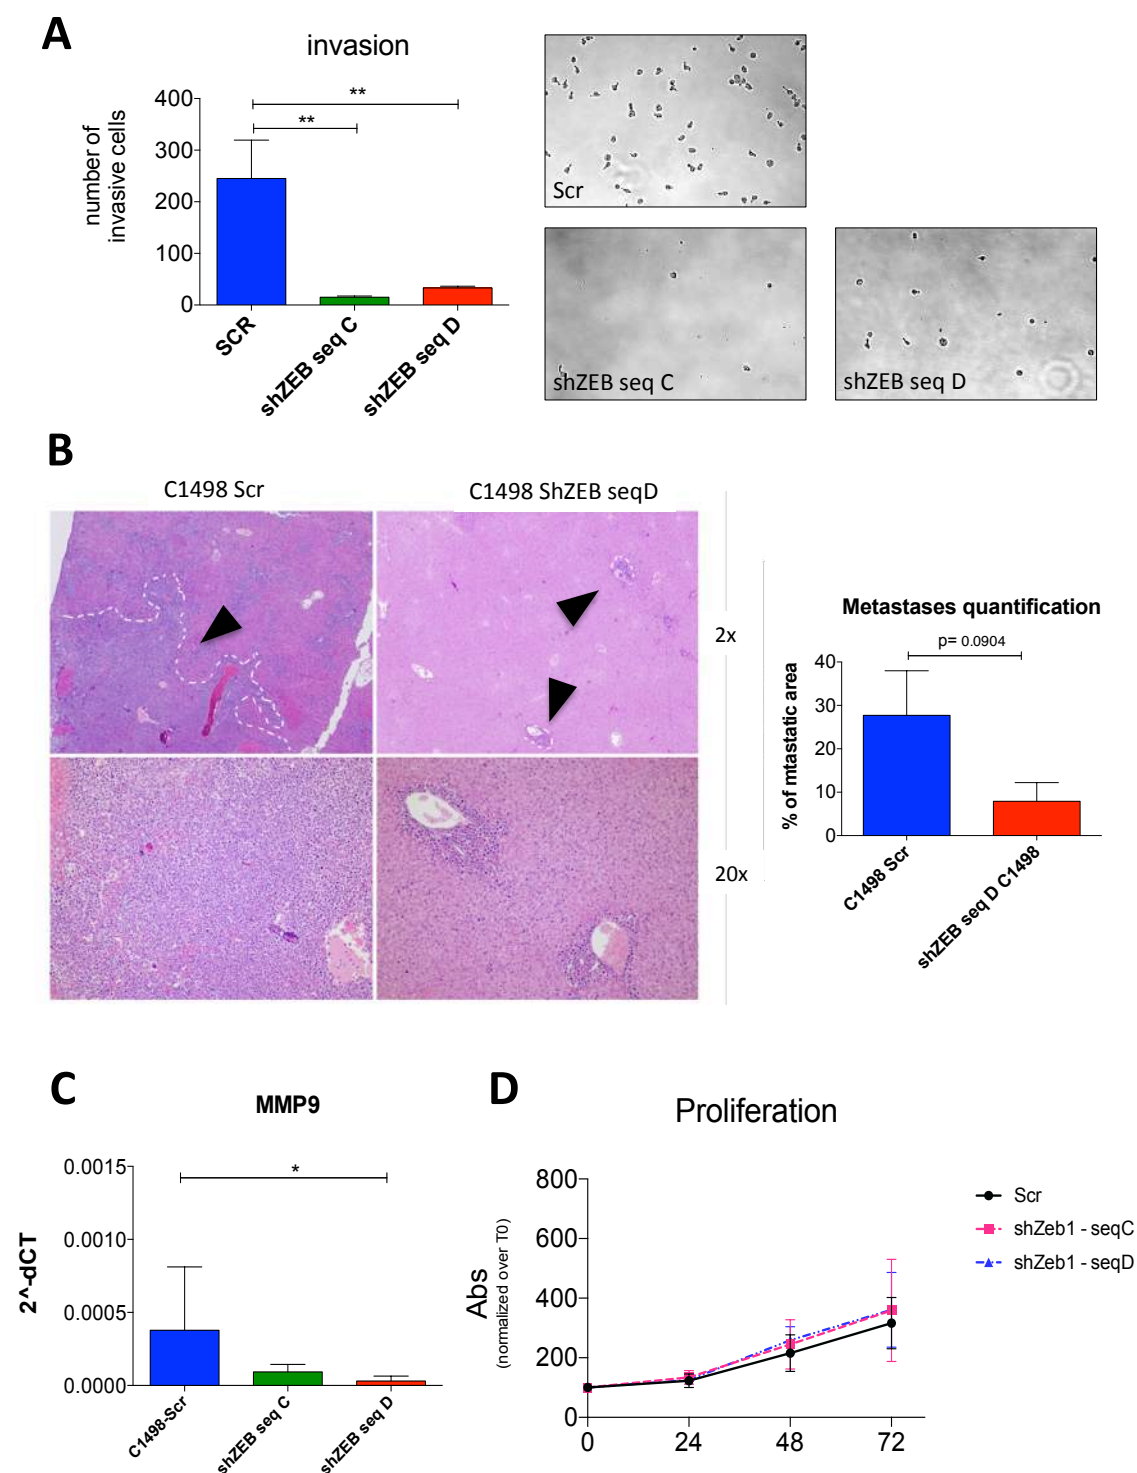 A
invasion
number of
invasive cells
400
300
200
100
0
**
**
SCR
shZEB seq C
shZEB seq D
Scr
shZEB seq C
shZEB seq D
B
C1498 Scr
C1498 ShZEB seqD
2x
20x
Metastases quantification
p= 0.0904
% of mtastatic area
40
30
20
10
0
C1498 Scr
shZEB seq D C1498
C
MMP9
2^-dCT
0.0015
0.0010
0.0005
0.0000
*
C1498-Scr
shZEB seq C
shZEB seq D
D
Proliferation
Abs
(normalized over T0)
800
600
400
200
0
0 24 48 72
Scr
shZeb1 - seqC
shZeb1 - seqD